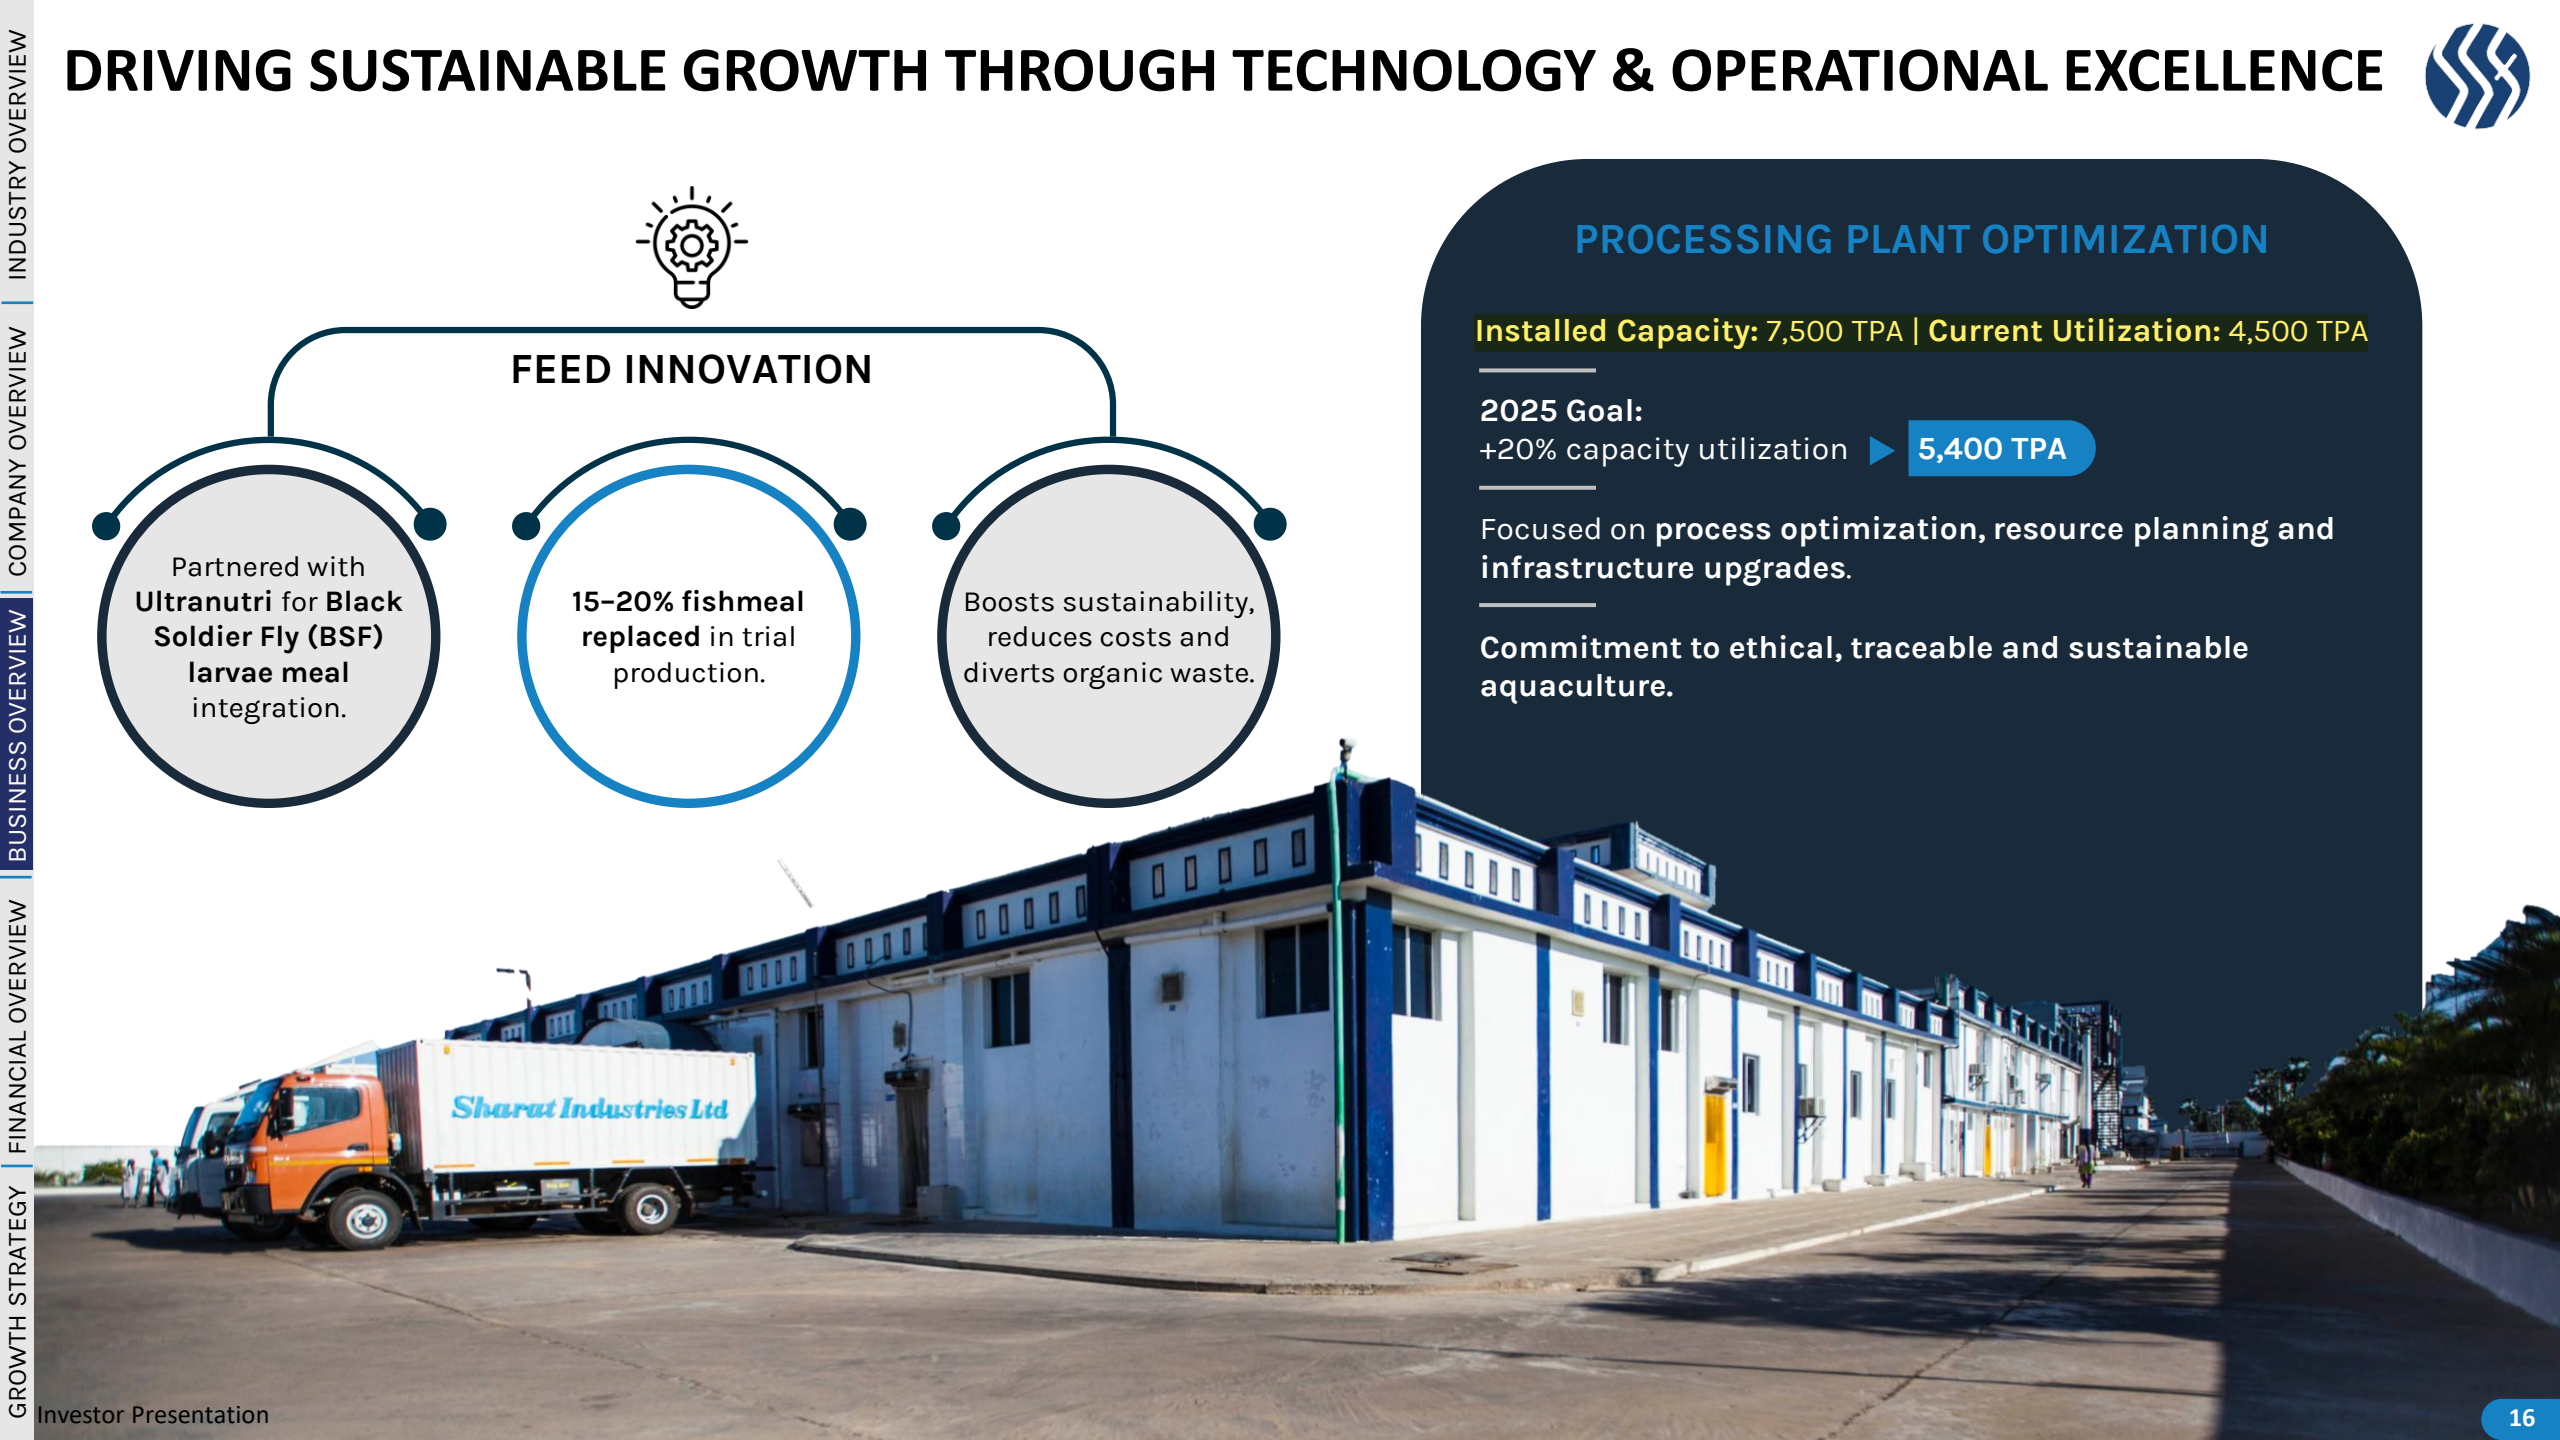 DRIVING SUSTAINABLE GROWTH THROUGH TECHNOLOGY & OPERATIONAL EXCELLENCE
INDUSTRY OVERVIEW
COMPANY OVERVIEW
BUSINESS OVERVIEW
FINANCIAL OVERVIEW
GROWTH STRATEGY
FEED INNOVATION
Partnered with
Ultranutri for Black
Soldier Fly (BSF)
larvae meal
integration.
15–20% fishmeal
replaced in trial
production.
Boosts sustainability,
reduces costs and
diverts organic waste.
PROCESSING PLANT OPTIMIZATION
Installed Capacity: 7,500 TPA | Current Utilization: 4,500 TPA
2025 Goal:
+20% capacity utilization
5,400 TPA
Focused on process optimization, resource planning and
infrastructure upgrades.
Commitment to ethical, traceable and sustainable
aquaculture.
Sharat Industries Ltd
Investor Presentation
16